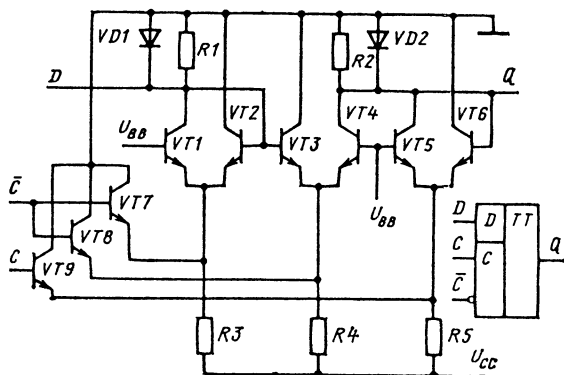 VD1
R1
R2
VD2
D
Q
VT2
VT4
VT6
U_BB
VT1
VT3
VT5
C̅
VT7
U_BB
VT8
D
D
TT
C
C
Q
C
VT9
C̅
R3
R4
R5
U_CC